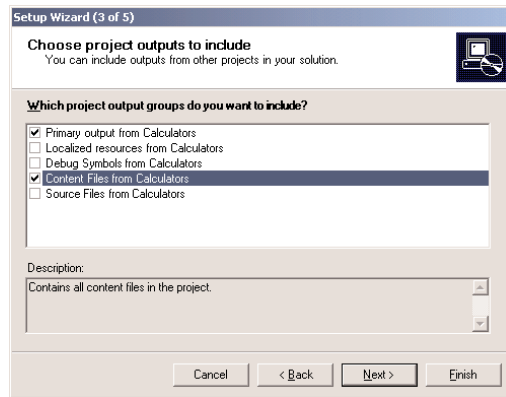 Setup Wizard (3 of 5)
Choose project outputs to include
You can include outputs from other projects in your solution.
Which project output groups do you want to include?
Primary output from Calculators
Localized resources from Calculators
Debug Symbols from Calculators
Content Files from Calculators
Source Files from Calculators
Description:
Contains all content files in the project.
Cancel
< Back
Next >
Finish